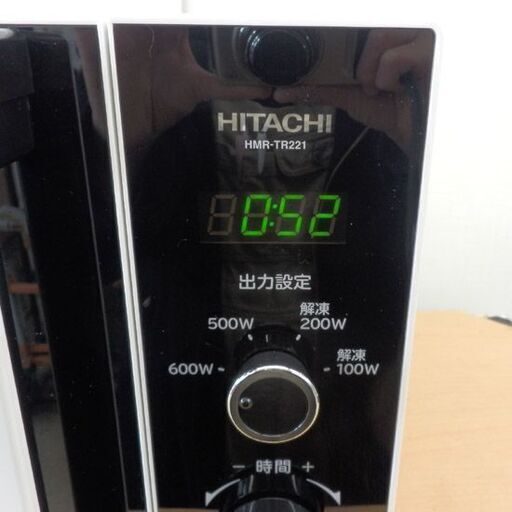 HITACHI
HMR-TR221
0:52
出力設定
500W 解凍 200W
600W 解凍 100W
− 時間 +